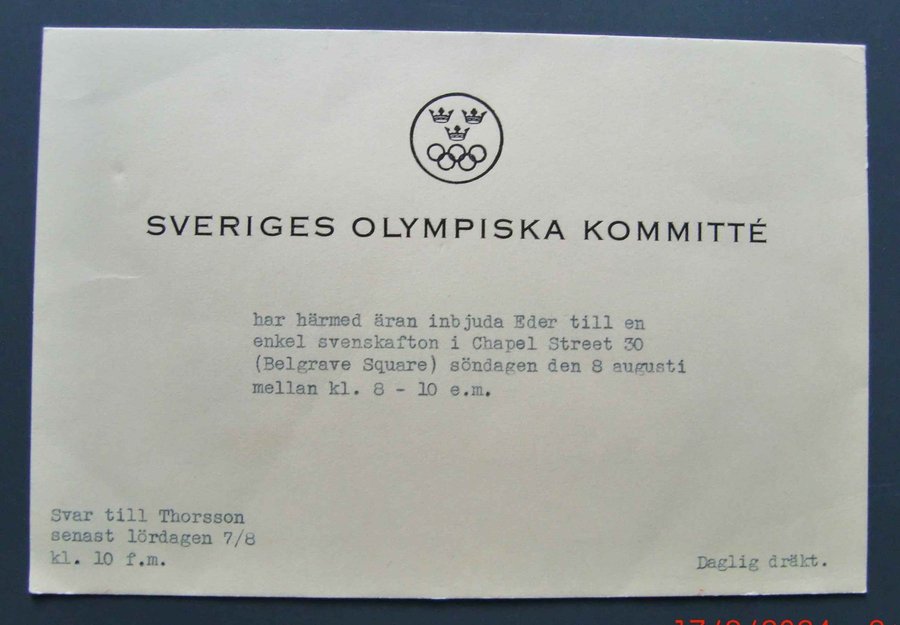 SVERIGES OLYMPISKA KOMMITTÉ
har härmed äran inbjuda Eder till en
enkel svenskafton i Chapel Street 30
(Belgrave Square) söndagen den 8 augusti
mellan kl. 8 - 10 e.m.
Svar till Thorsson
senast lördagen 7/8
kl. 10 f.m.
Daglig dräkt.